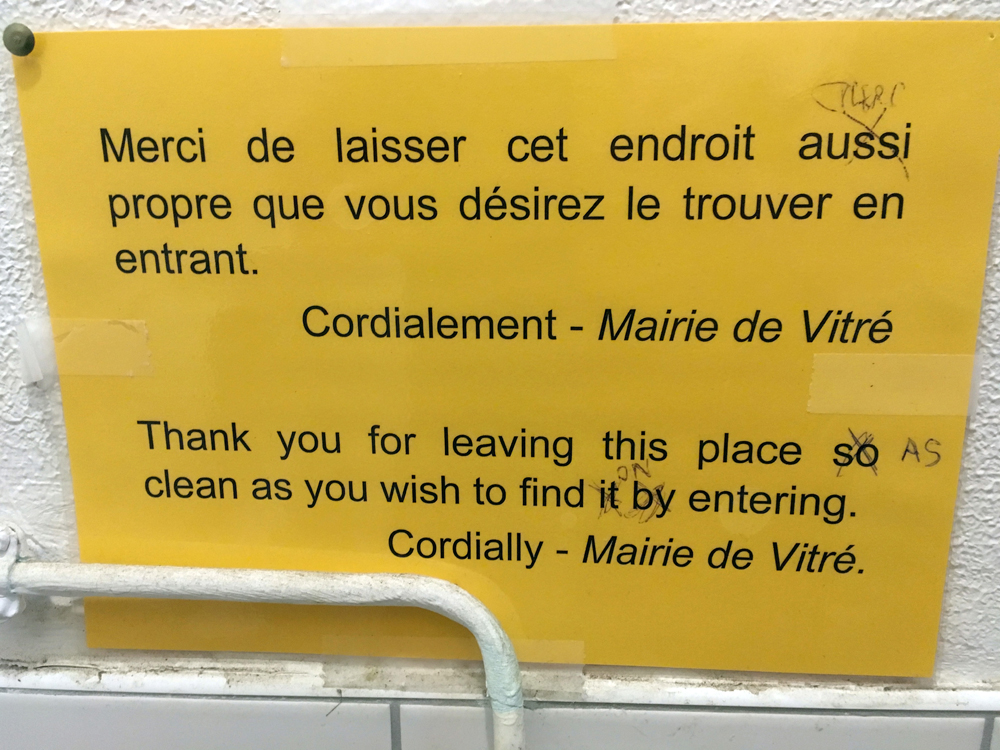 Merci de laisser cet endroit aussi
propre que vous désirez le trouver en
entrant.
Cordialement - Mairie de Vitré
Thank you for leaving this place so AS
ON
clean as you wish to find it by entering.
Cordially - Mairie de Vitré.